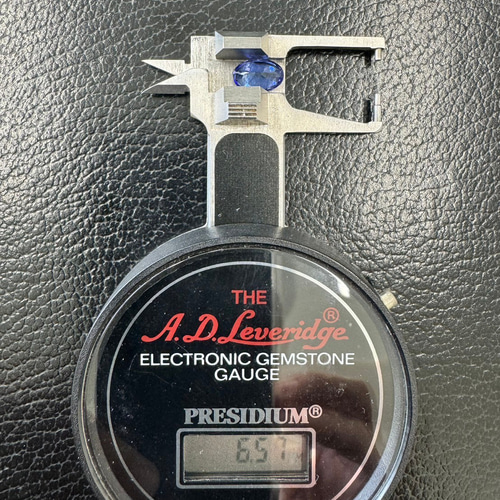 THE
A.D.Leveridge®
ELECTRONIC GEMSTONE
GAUGE
PRESIDIUM®
6.57